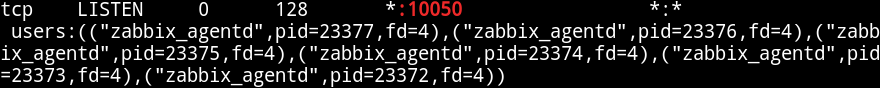 tcp    LISTEN     0      128       *:10050                 *:*
 users:(("zabbix_agentd",pid=23377,fd=4),("zabbix_agentd",pid=23376,fd=4),("zabb
ix_agentd",pid=23375,fd=4),("zabbix_agentd",pid=23374,fd=4),("zabbix_agentd",pid
=23373,fd=4),("zabbix_agentd",pid=23372,fd=4))